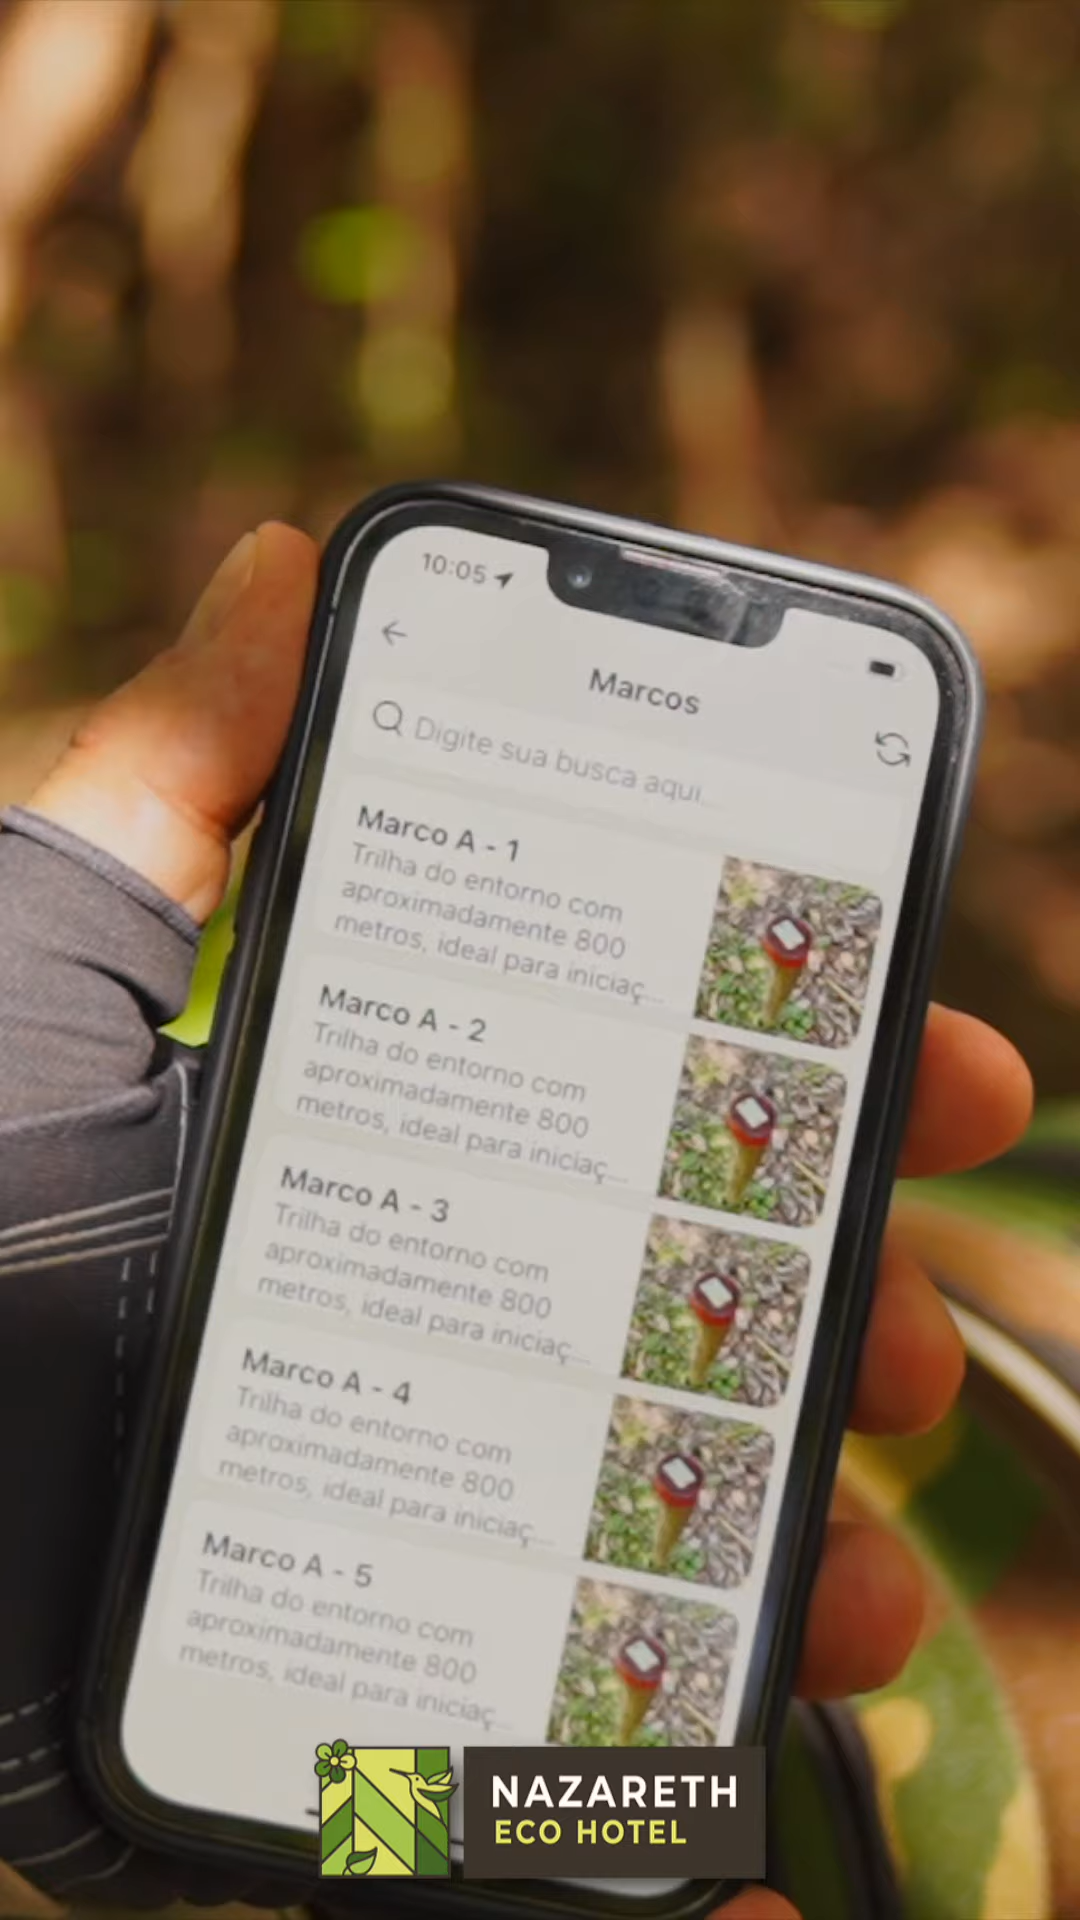 10:05
Marcos
Digite sua busca aqui...
Marco A - 1
Trilha do entorno com
aproximadamente 800
metros, ideal para iniciaç...
Marco A - 2
Trilha do entorno com
aproximadamente 800
metros, ideal para iniciaç...
Marco A - 3
Trilha do entorno com
aproximadamente 800
metros, ideal para iniciaç...
Marco A - 4
Trilha do entorno com
aproximadamente 800
metros, ideal para iniciaç...
Marco A - 5
Trilha do entorno com
aproximadamente 800
metros, ideal para iniciaç...
NAZARETH
ECO HOTEL